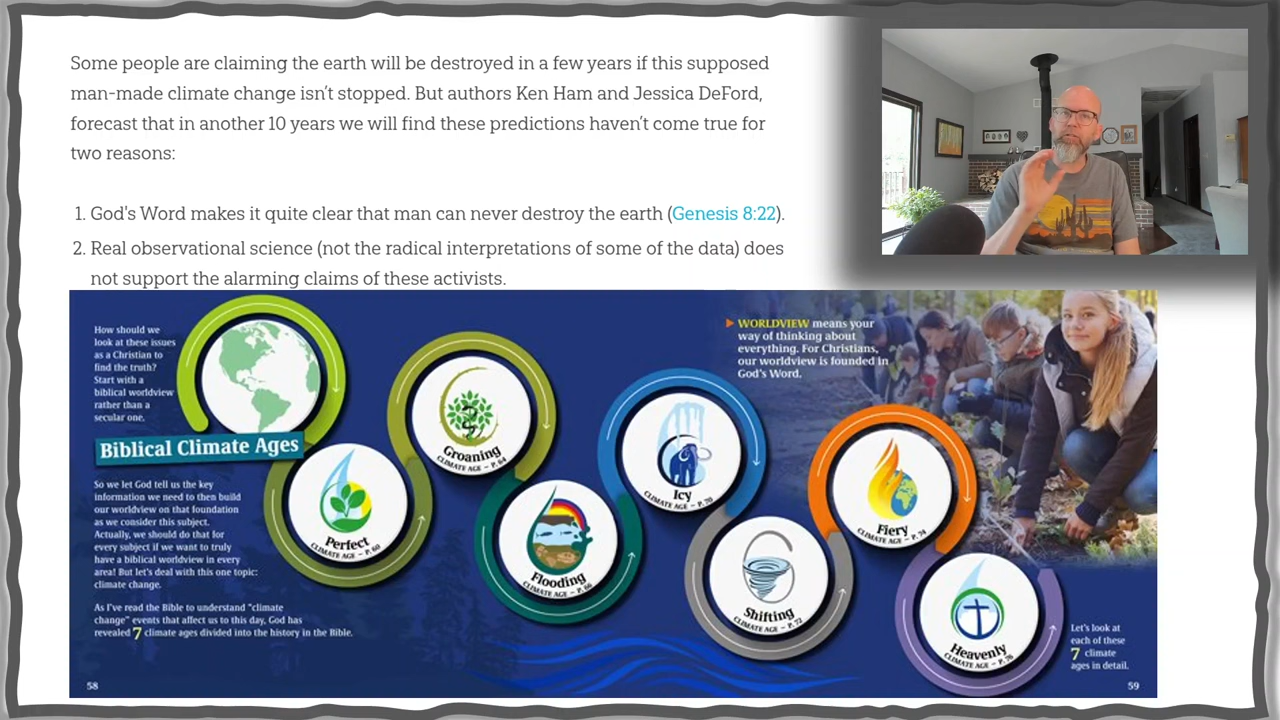 Some people are claiming the earth will be destroyed in a few years if this supposed
man-made climate change isn't stopped. But authors Ken Ham and Jessica DeFord,
forecast that in another 10 years we will find these predictions haven't come true for
two reasons:
1. God's Word makes it quite clear that man can never destroy the earth (Genesis 8:22).
2. Real observational science (not the radical interpretations of some of the data) does
not support the alarming claims of these activists.
How should we
look at these issues
as a Christian to
find the truth?
Start with a
biblical worldview
rather than a
secular one.
Biblical Climate Ages
So we let God tell us the key
information we need to then build
our worldview on that foundation
as we consider this subject.
Actually, we should do that for
every subject if we want to truly
have a biblical worldview in every
area! But let's deal with this one topic:
climate change.
As I've read the Bible to understand "climate
change" events that affect us to this day, God has
revealed 7 climate ages divided into the history in the Bible.
58
Perfect
CLIMATE AGE – P. 60
Groaning
CLIMATE AGE – P. 64
Flooding
CLIMATE AGE – P. 66
Icy
CLIMATE AGE – P. 70
Shifting
CLIMATE AGE – P. 72
Fiery
CLIMATE AGE – P. 74
Heavenly
CLIMATE AGE – P. 76
WORLDVIEW means your
way of thinking about
everything. For Christians,
our worldview is founded in
God's Word.
Let's look at
each of these
7 climate
ages in detail.
59